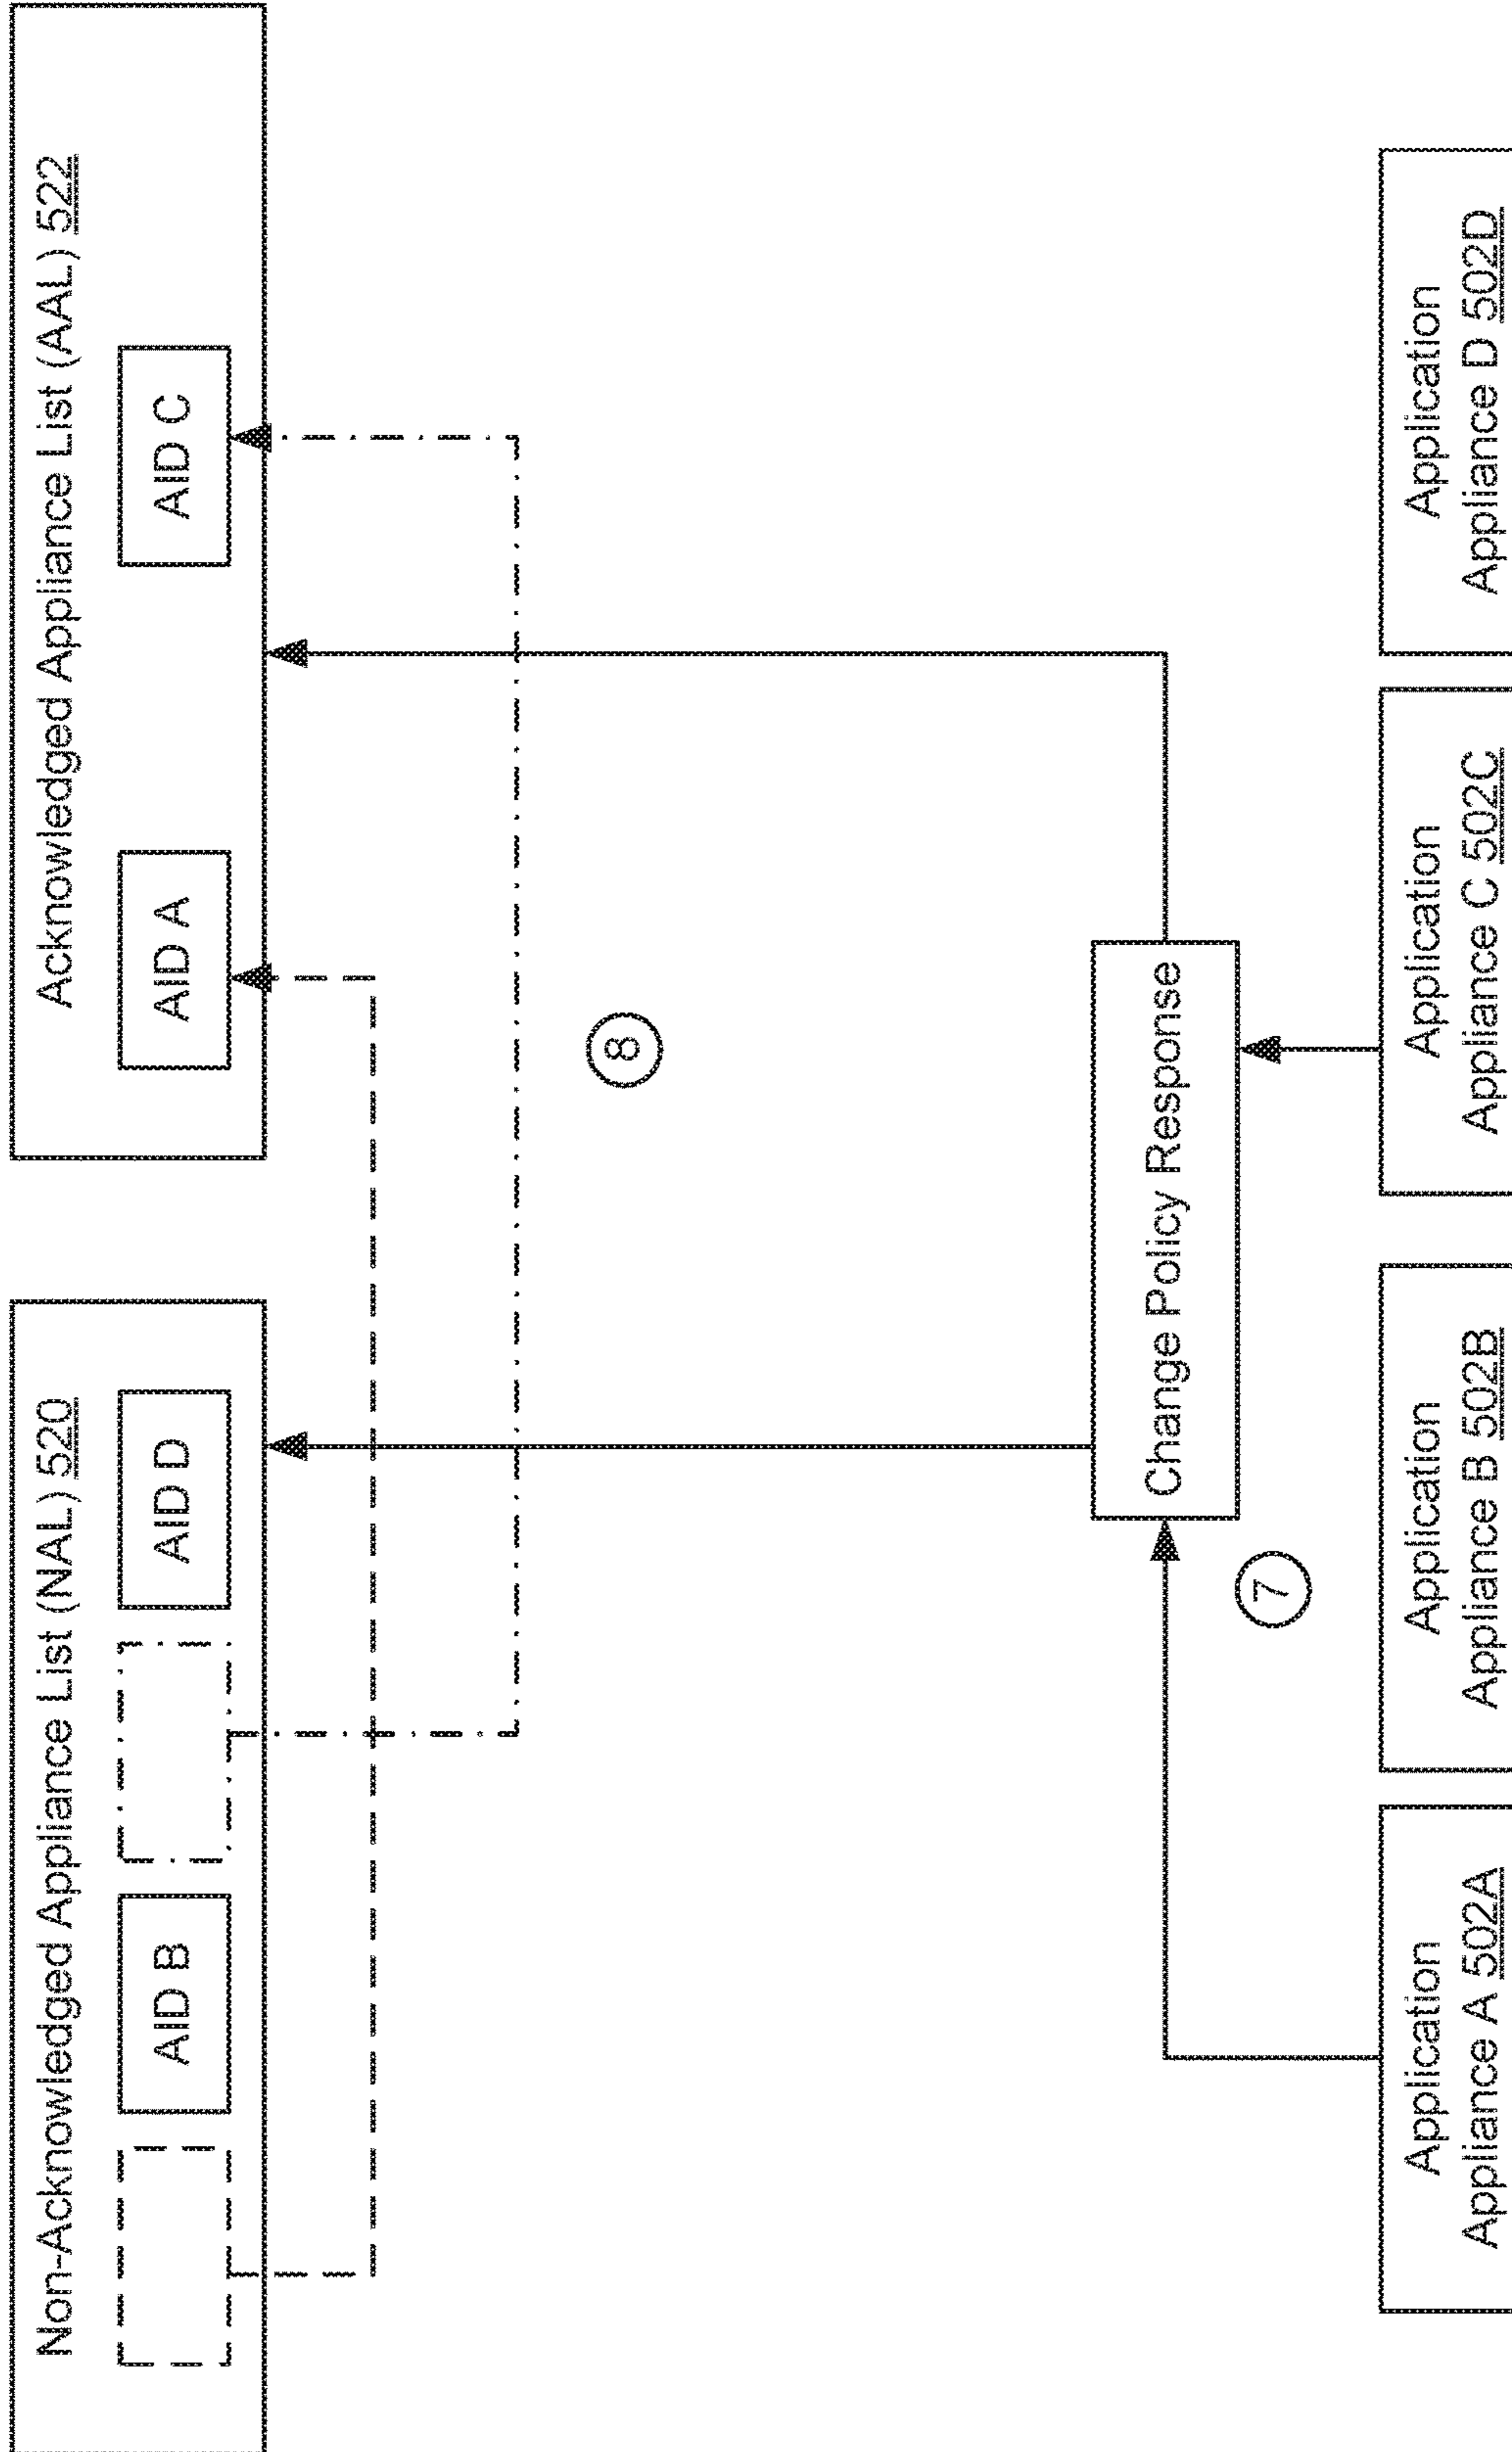 Non-Acknowledged Appliance List (NAL) 520
AID B
AID D
Acknowledged Appliance List (AAL) 522
AID A
AID C
8
Change Policy Response
7
Application
Appliance A 502A
Application
Appliance B 502B
Application
Appliance C 502C
Application
Appliance D 502D